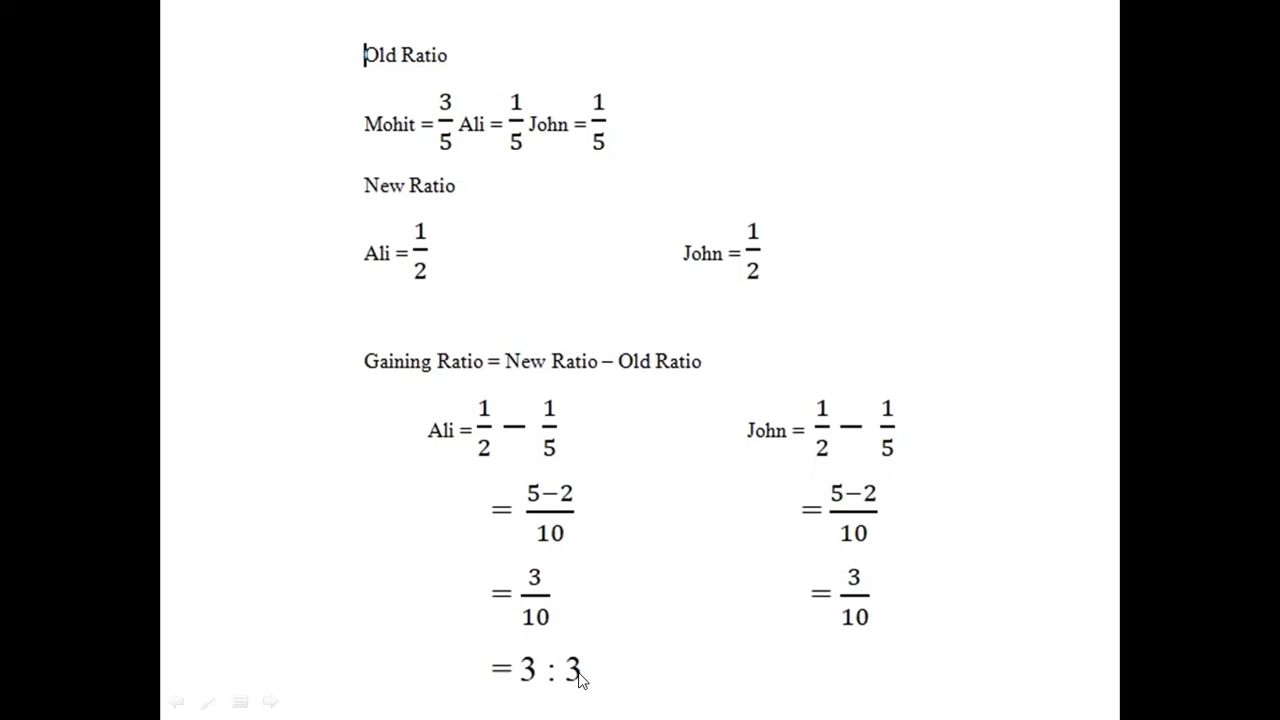 Old Ratio
Mohit = 3/5 Ali = 1/5 John = 1/5
New Ratio
Ali = 1/2 John = 1/2
Gaining Ratio = New Ratio – Old Ratio
Ali = 1/2 − 1/5 John = 1/2 − 1/5
= 5−2/10 = 5−2/10
= 3/10 = 3/10
= 3 : 3